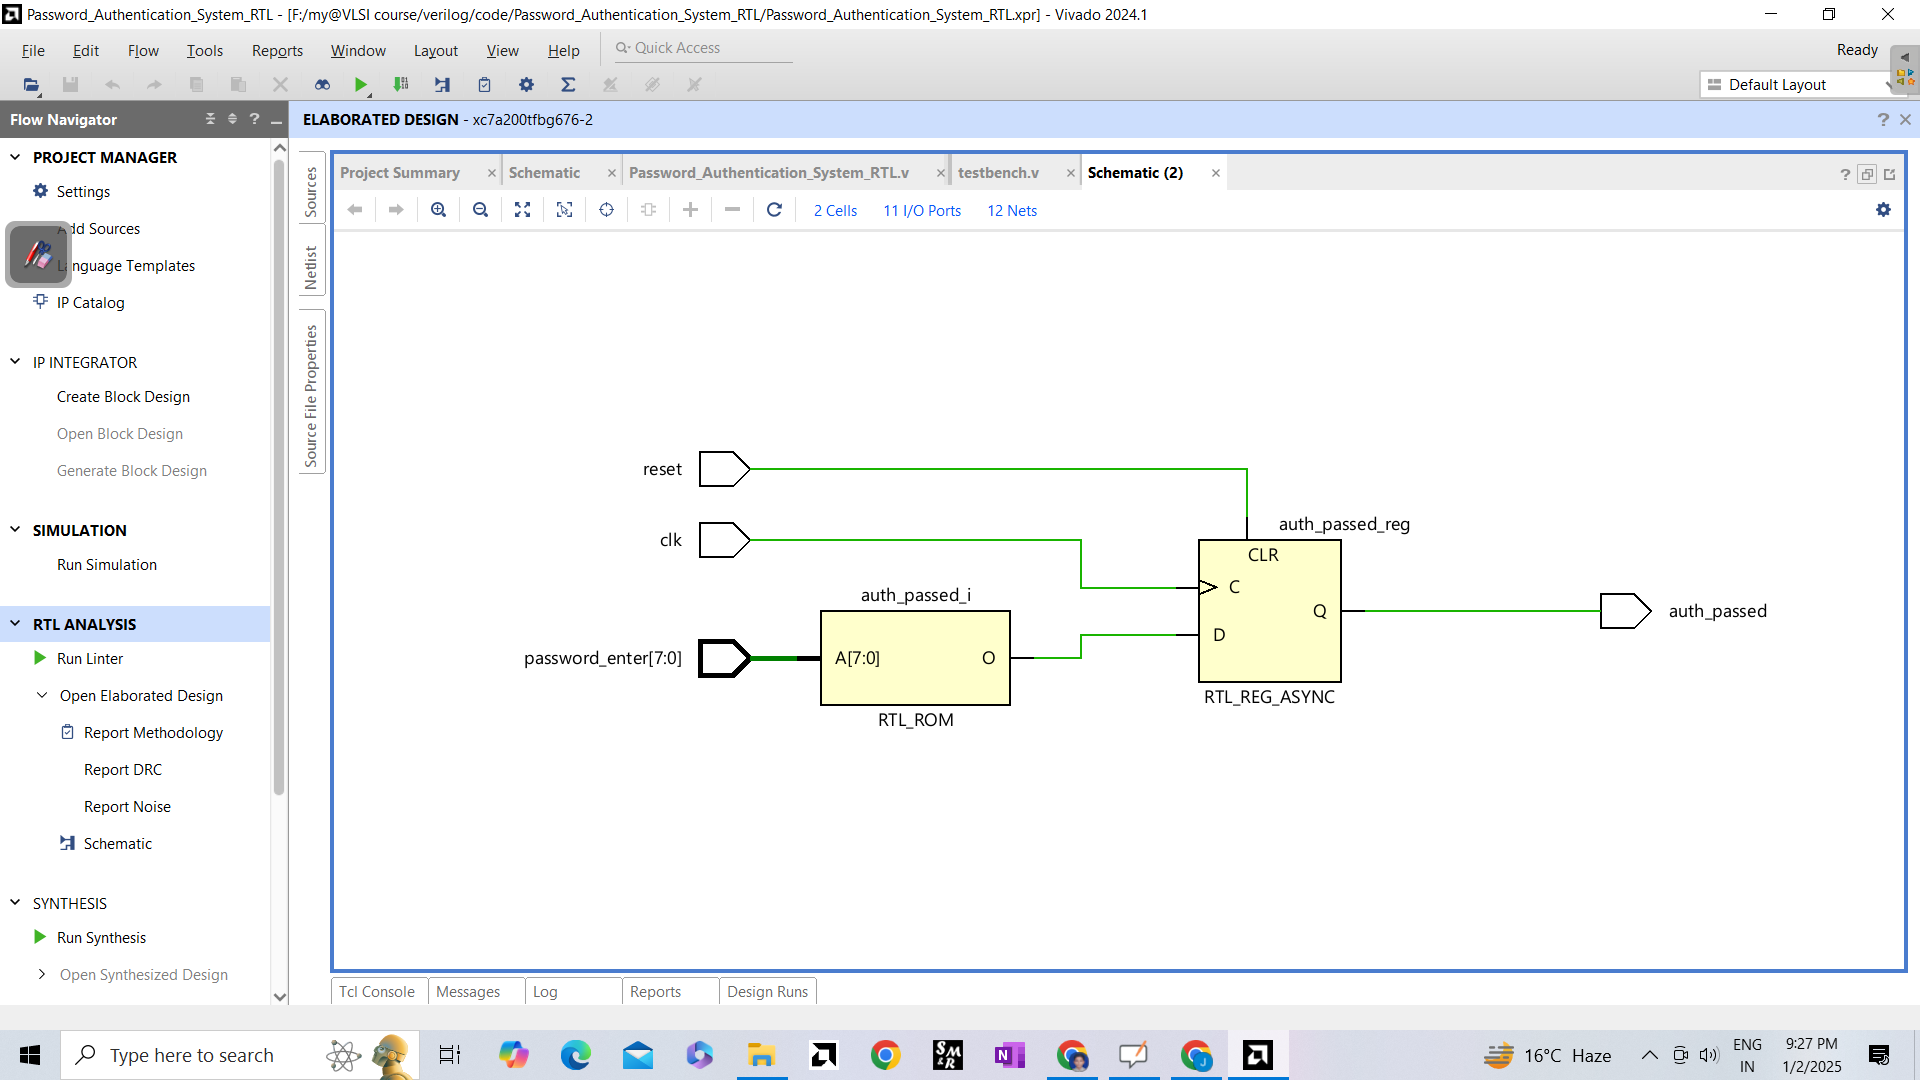 Password_Authentication_System_RTL - [F:/my@VLSI course/verilog/code/Password_Authentication_System_RTL/Password_Authentication_System_RTL.xpr] - Vivado 2024.1
File Edit Flow Tools Reports Window Layout View Help Quick Access Ready
Default Layout
Flow Navigator ? ELABORATED DESIGN - xc7a200tfbg676-2 ?
PROJECT MANAGER
Settings
dd Sources
nguage Templates
IP Catalog
IP INTEGRATOR
Create Block Design
Open Block Design
Generate Block Design
SIMULATION
Run Simulation
RTL ANALYSIS
Run Linter
Open Elaborated Design
Report Methodology
Report DRC
Report Noise
Schematic
SYNTHESIS
Run Synthesis
Open Synthesized Design
Sources
Netlist
Source File Properties
Project Summary Schematic Password_Authentication_System_RTL.v testbench.v Schematic (2) ?
2 Cells 11 I/O Ports 12 Nets
reset
clk
password_enter[7:0]
auth_passed_i
A[7:0] O
RTL_ROM
auth_passed_reg
CLR
C
Q
D
RTL_REG_ASYNC
auth_passed
Tcl Console Messages Log Reports Design Runs
Type here to search
SM
&R
N
J
16°C Haze
ENG
IN
9:27 PM
1/2/2025